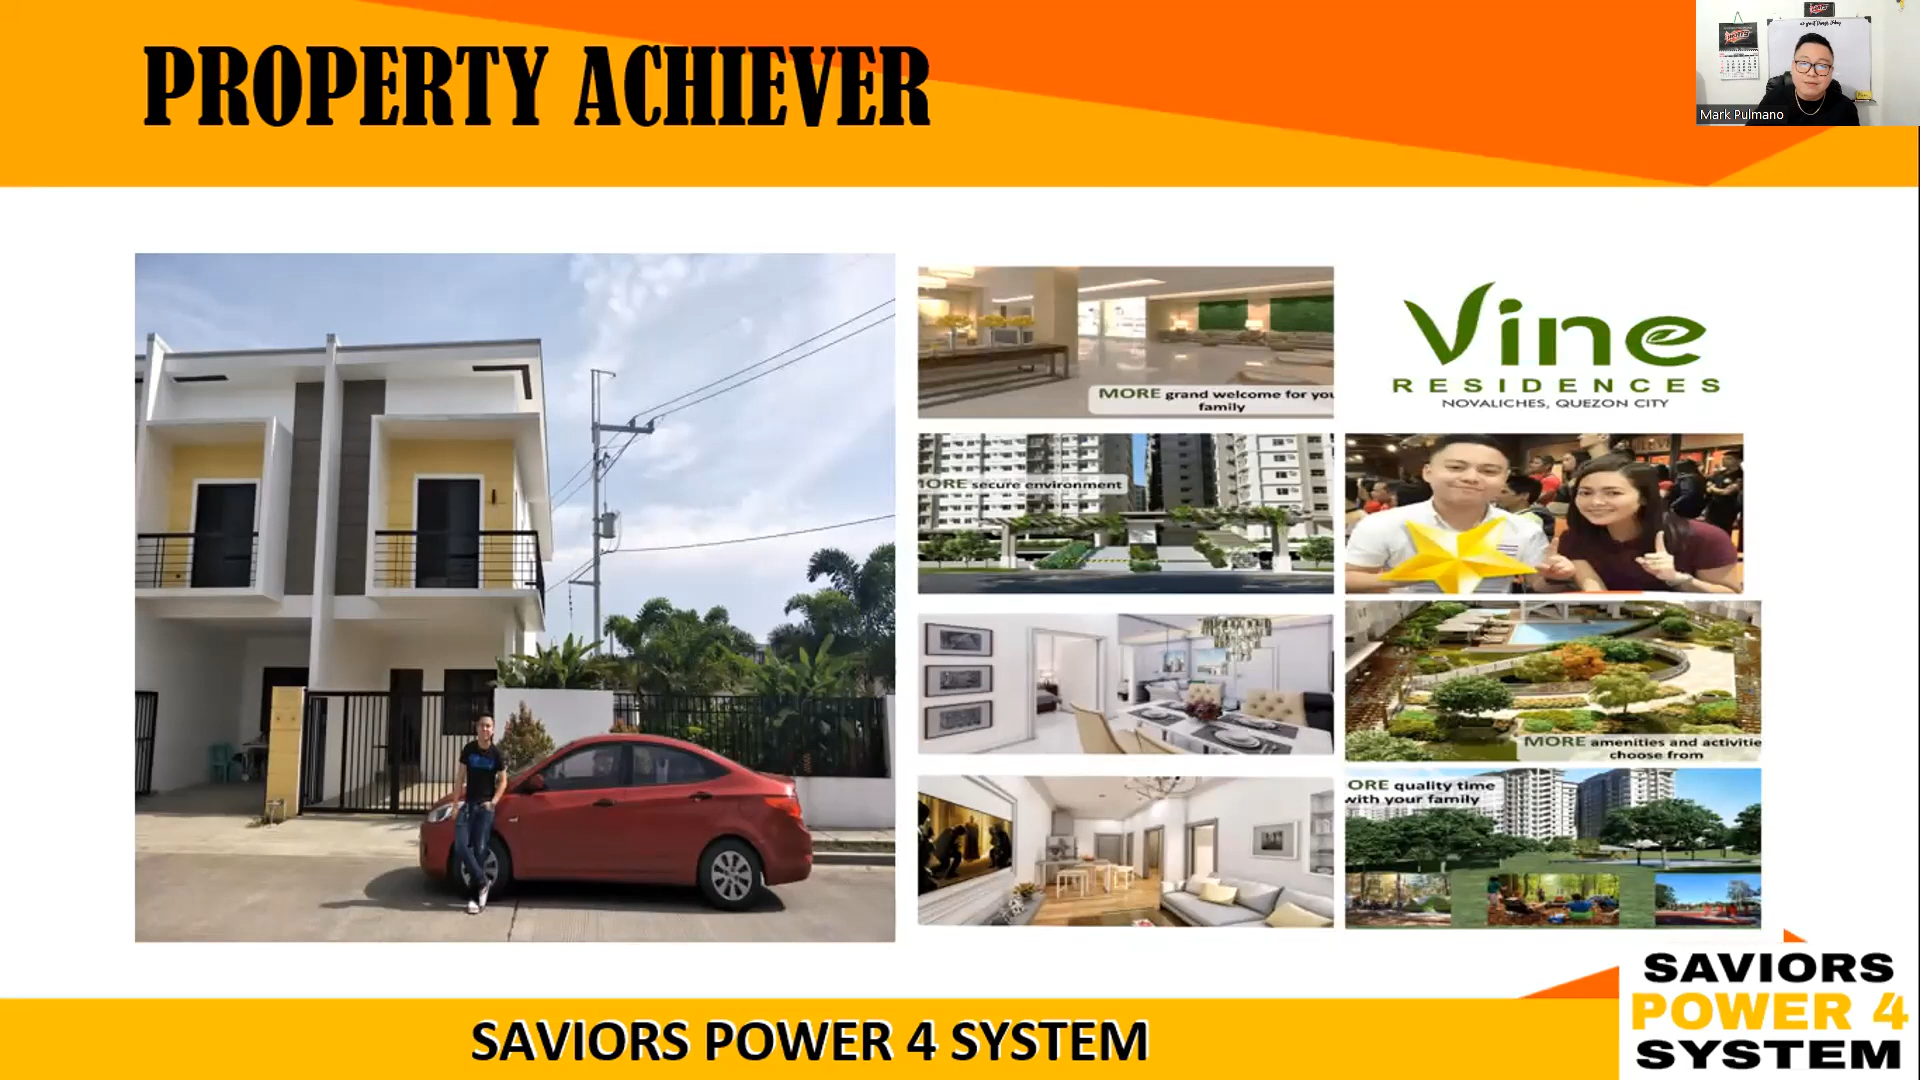 PROPERTY ACHIEVER
Mark Pulmano
MORE grand welcome for you
family
Vine
RESIDENCES
NOVALICHES, QUEZON CITY
MORE secure environment
MORE amenities and activitie
choose from
ORE quality time
with your family
SAVIORS POWER 4 SYSTEM
SAVIORS
POWER 4
SYSTEM